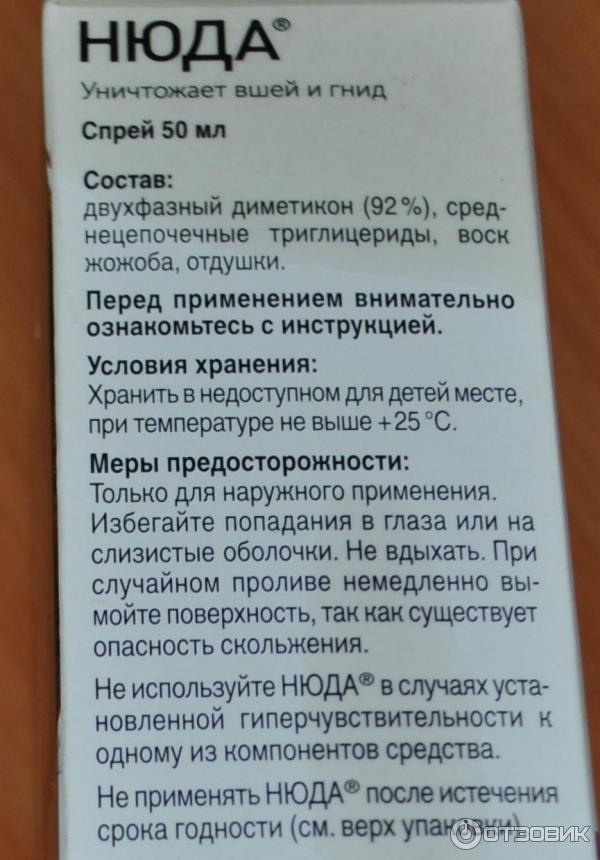 НЮДА®
Уничтожает вшей и гнид
Спрей 50 мл
Состав:
двухфазный диметикон (92%), сред-
нецепочечные триглицериды, воск
жожоба, отдушки.
Перед применением внимательно
ознакомьтесь с инструкцией.
Условия хранения:
Хранить в недоступном для детей месте,
при температуре не выше +25 °С.
Меры предосторожности:
Только для наружного применения.
Избегайте попадания в глаза или на
слизистые оболочки. Не вдыхать. При
случайном проливе немедленно вы-
мойте поверхность, так как существует
опасность скольжения.
Не используйте НЮДА® в случаях уста-
новленной гиперчувствительности к
одному из компонентов средства.
Не применять НЮДА® после истечения
срока годности (см. верх упаковки).
ОТЗОВИК